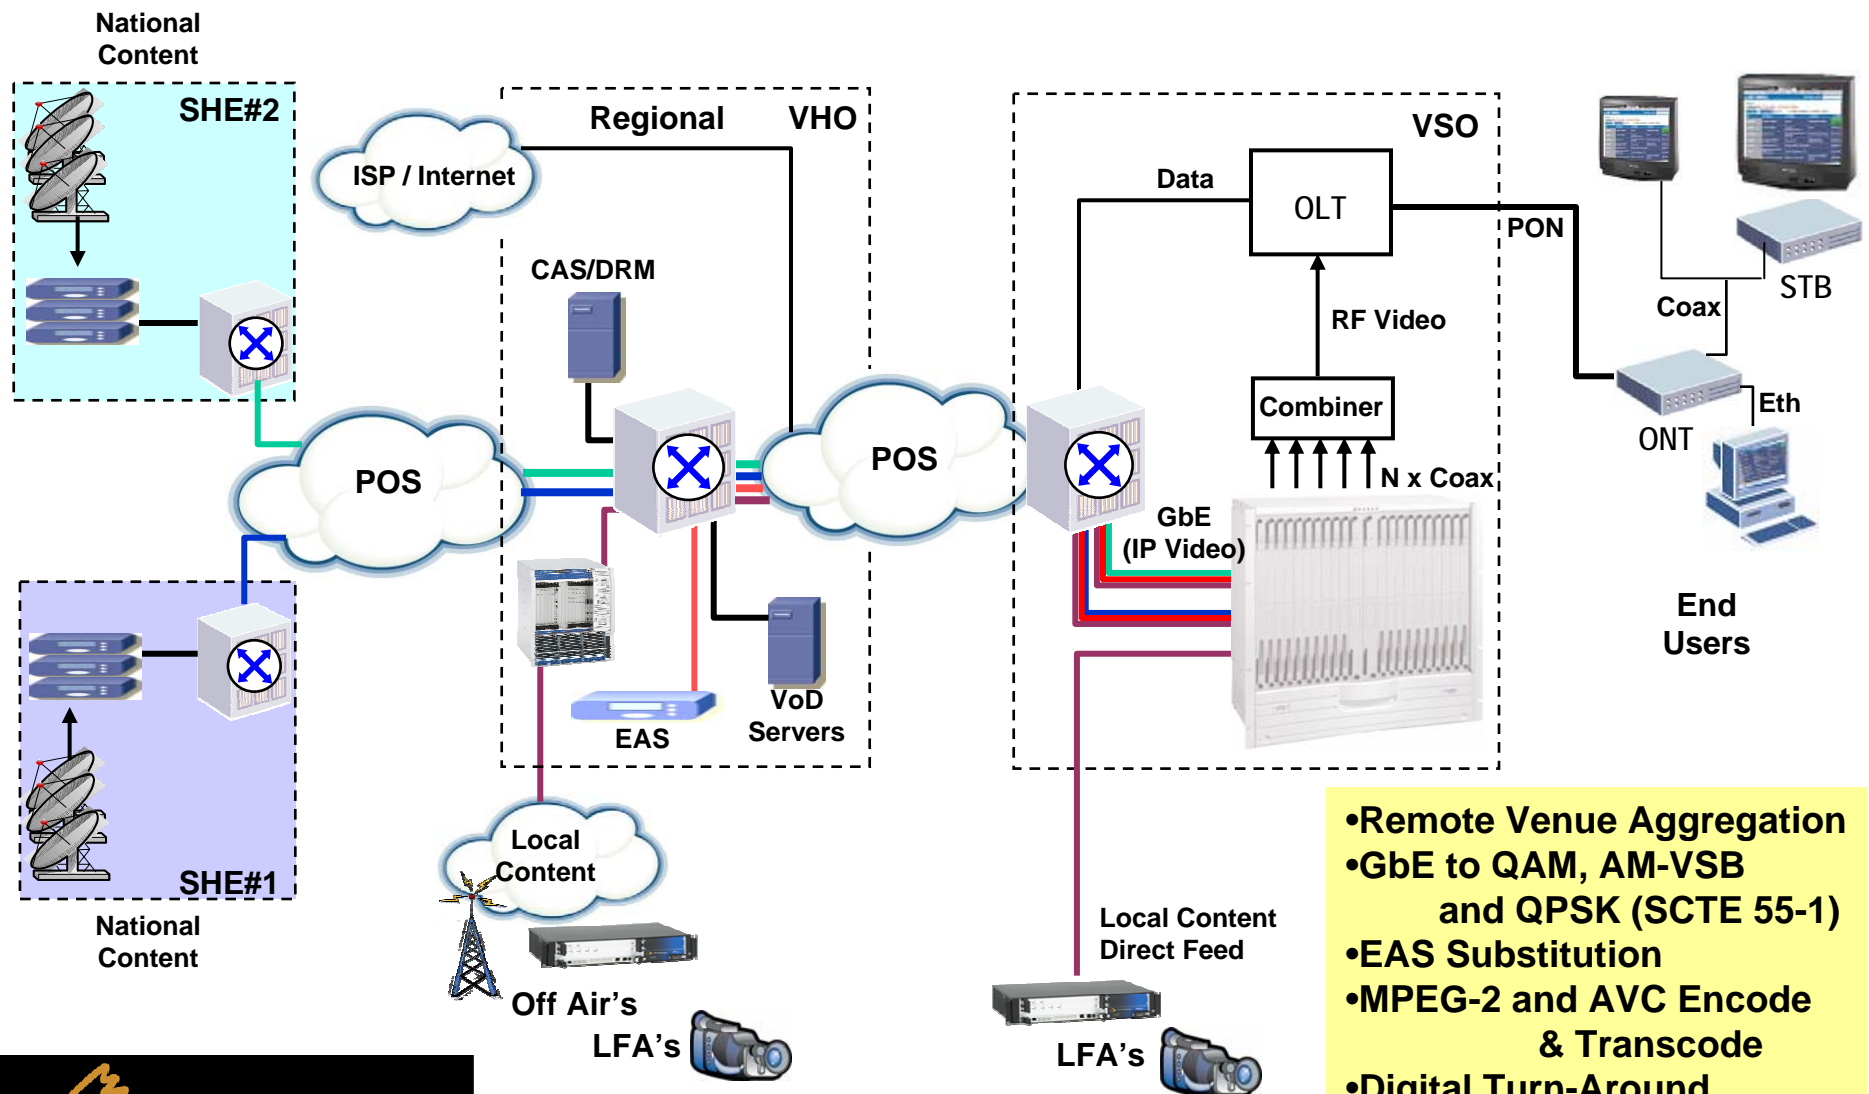 National
Content
SHE#2
ISP / Internet
Regional
VHO
CAS/DRM
POS
POS
EAS
VoD
Servers
SHE#1
National
Content
Local
Content
Off Air's
LFA's
VSO
Data
OLT
PON
RF Video
Combiner
N x Coax
GbE
(IP Video)
Local Content
Direct Feed
LFA's
STB
Coax
Eth
ONT
End
Users
•Remote Venue Aggregation
•GbE to QAM, AM-VSB
and QPSK (SCTE 55-1)
•EAS Substitution
•MPEG-2 and AVC Encode
& Transcode
•Digital Turn-Around